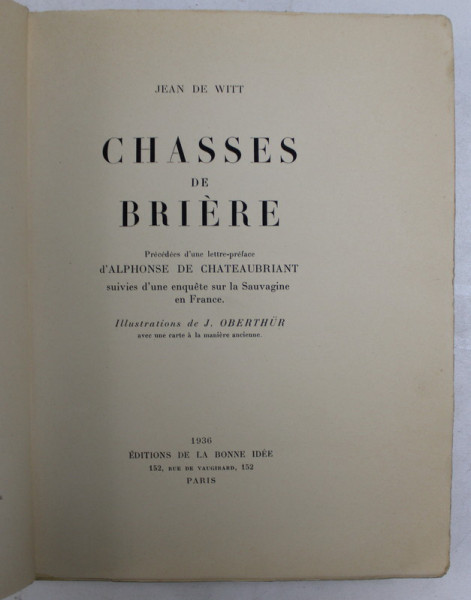 JEAN DE WITT
CHASSES
DE
BRIÈRE
Précédées d'une lettre-préface
d'ALPHONSE DE CHATEAUBRIANT
suivies d'une enquête sur la Sauvagine
en France.
Illustrations de J. OBERTHÜR
avec une carte à la manière ancienne.
1936
ÉDITIONS DE LA BONNE IDÉE
152, RUE DE VAUGIRARD, 152
PARIS